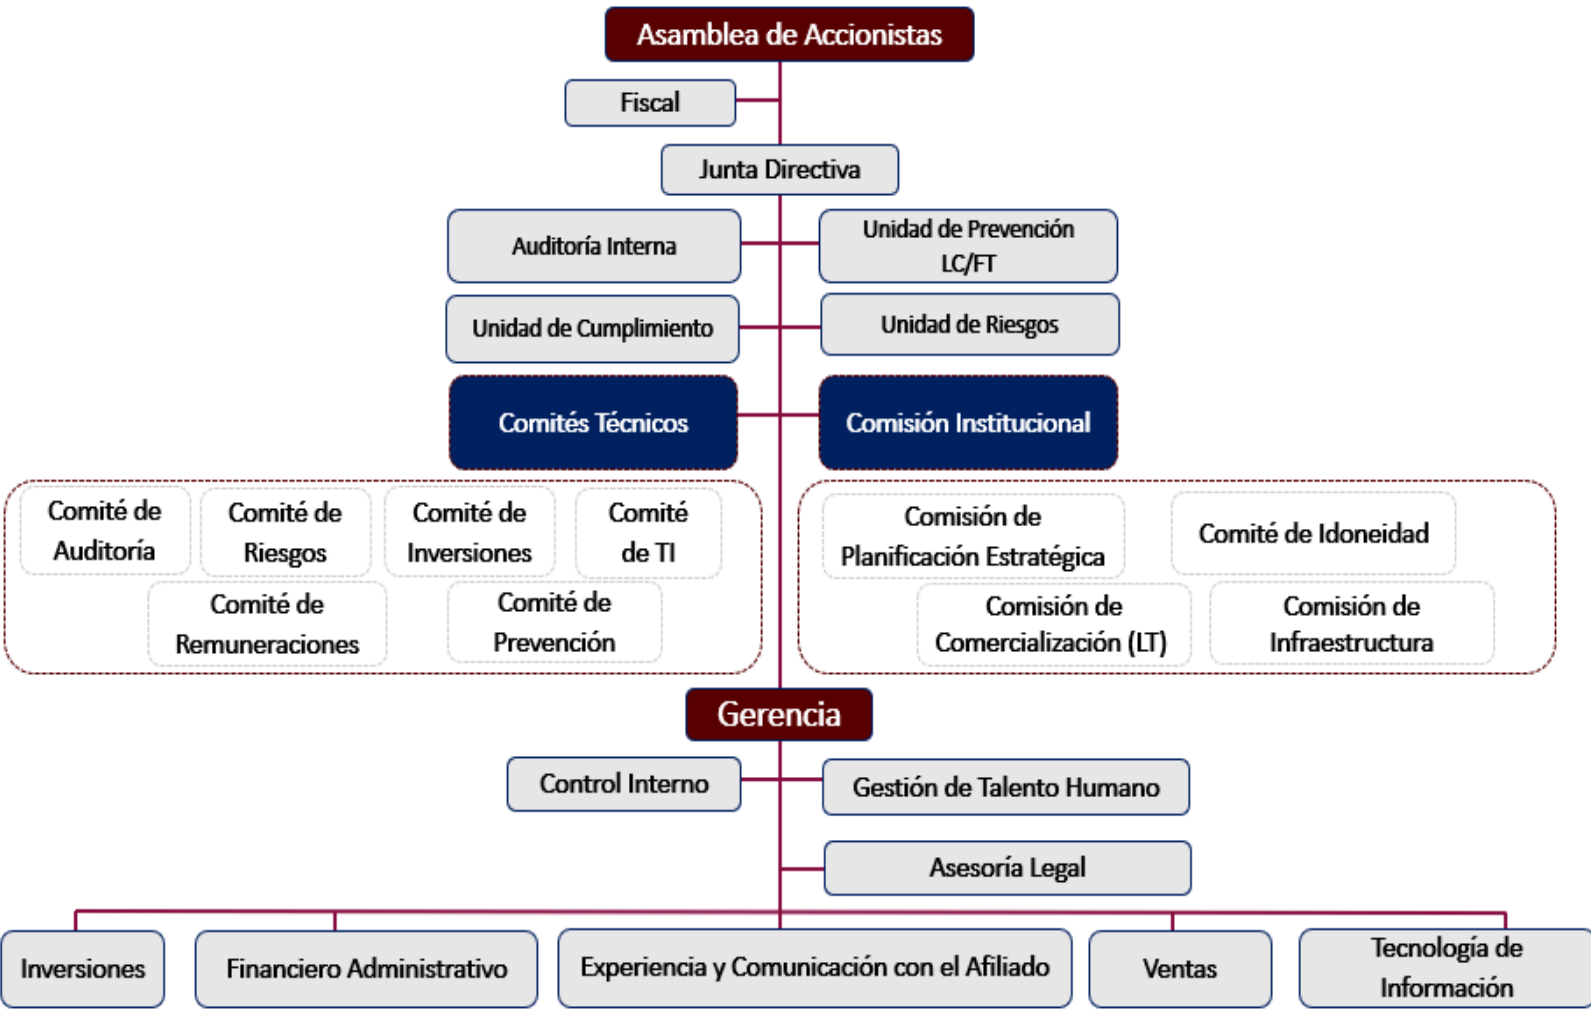 Asamblea de Accionistas
Fiscal
Junta Directiva
Auditoría Interna
Unidad de Prevención
LC/FT
Unidad de Cumplimiento
Unidad de Riesgos
Comités Técnicos
Comisión Institucional
Comité de
Auditoría
Comité de
Riesgos
Comité de
Inversiones
Comité
de TI
Comité de
Remuneraciones
Comité de
Prevención
Comisión de
Planificación Estratégica
Comité de Idoneidad
Comisión de
Comercialización (LT)
Comisión de
Infraestructura
Gerencia
Control Interno
Gestión de Talento Humano
Asesoría Legal
Inversiones
Financiero Administrativo
Experiencia y Comunicación con el Afiliado
Ventas
Tecnología de
Información